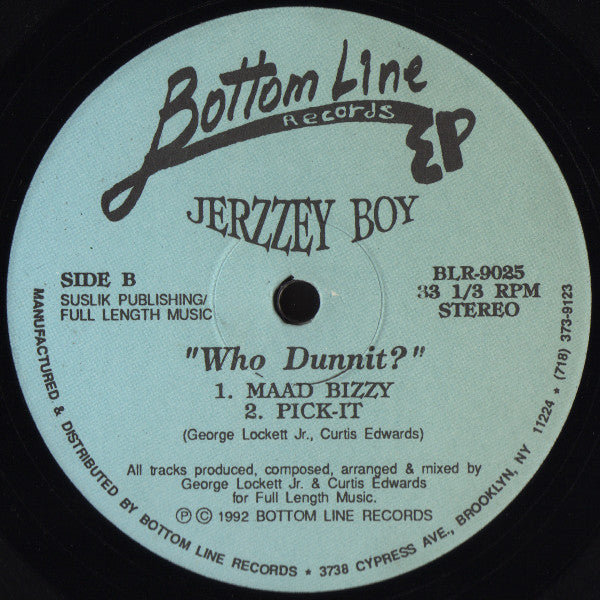 Bottom Line
Records
EP
JERZZEY BOY
SIDE B
SUSLIK PUBLISHING/
FULL LENGTH MUSIC
BLR-9025
33 1/3 RPM
STEREO
"Who Dunnit?"
1. MAAD BIZZY
2. PICK-IT
(George Lockett Jr., Curtis Edwards)
All tracks produced, composed, arranged & mixed by
George Lockett Jr. & Curtis Edwards
for Full Length Music.
Ⓟ © 1992 BOTTOM LINE RECORDS
MANUFACTURED & DISTRIBUTED BY BOTTOM LINE RECORDS * 3738 CYPRESS AVE., BROOKLYN, NY 11224 * (718) 373-9123